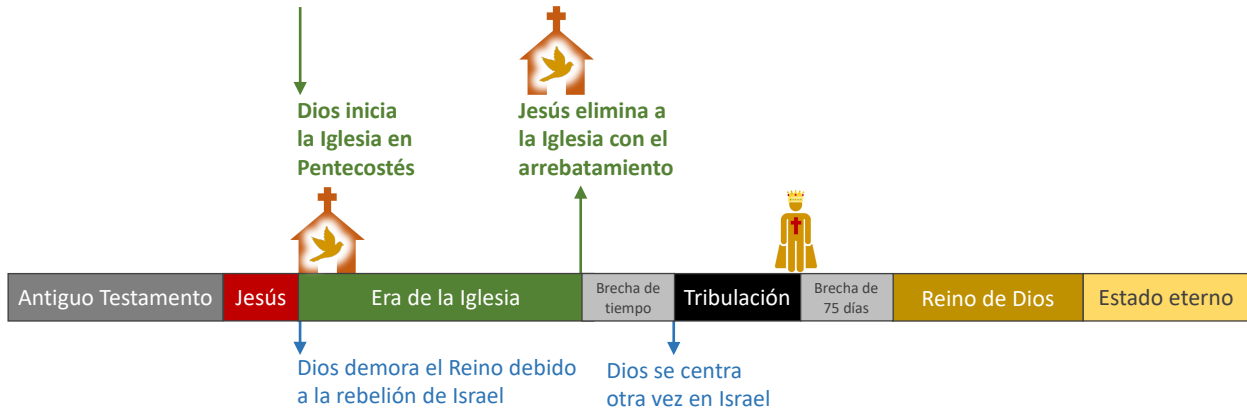 Dios inicia
la Iglesia en
Pentecostés
Jesús elimina a
la Iglesia con el
arrebatamiento
Antiguo Testamento
Jesús
Era de la Iglesia
Brecha de
tiempo
Tribulación
Brecha de
75 días
Reino de Dios
Estado eterno
Dios demora el Reino debido
a la rebelión de Israel
Dios se centra
otra vez en Israel